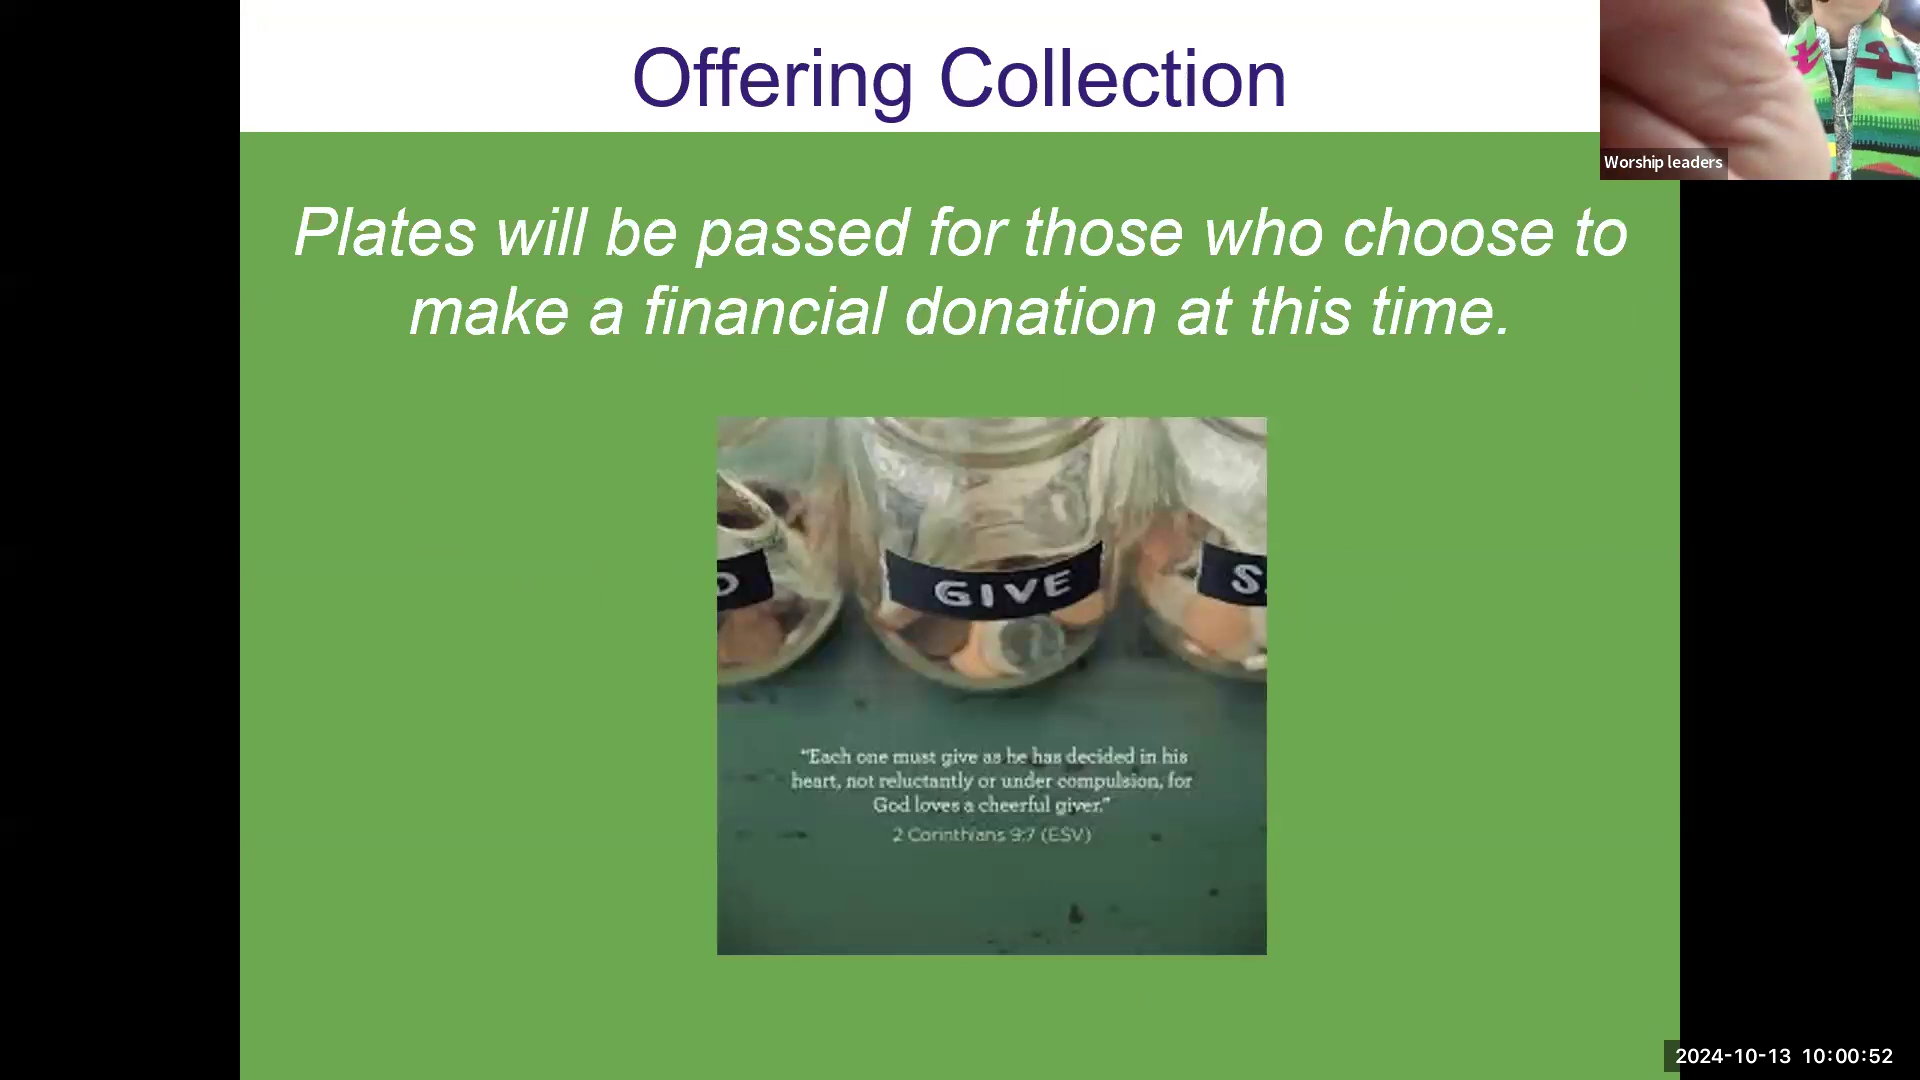 Offering Collection
Worship leaders
Plates will be passed for those who choose to
make a financial donation at this time.
D
GIVE
S
“Each one must give as he has decided in his
heart, not reluctantly or under compulsion, for
God loves a cheerful giver.”
2 Corinthians 9:7 (ESV)
2024-10-13 10:00:52